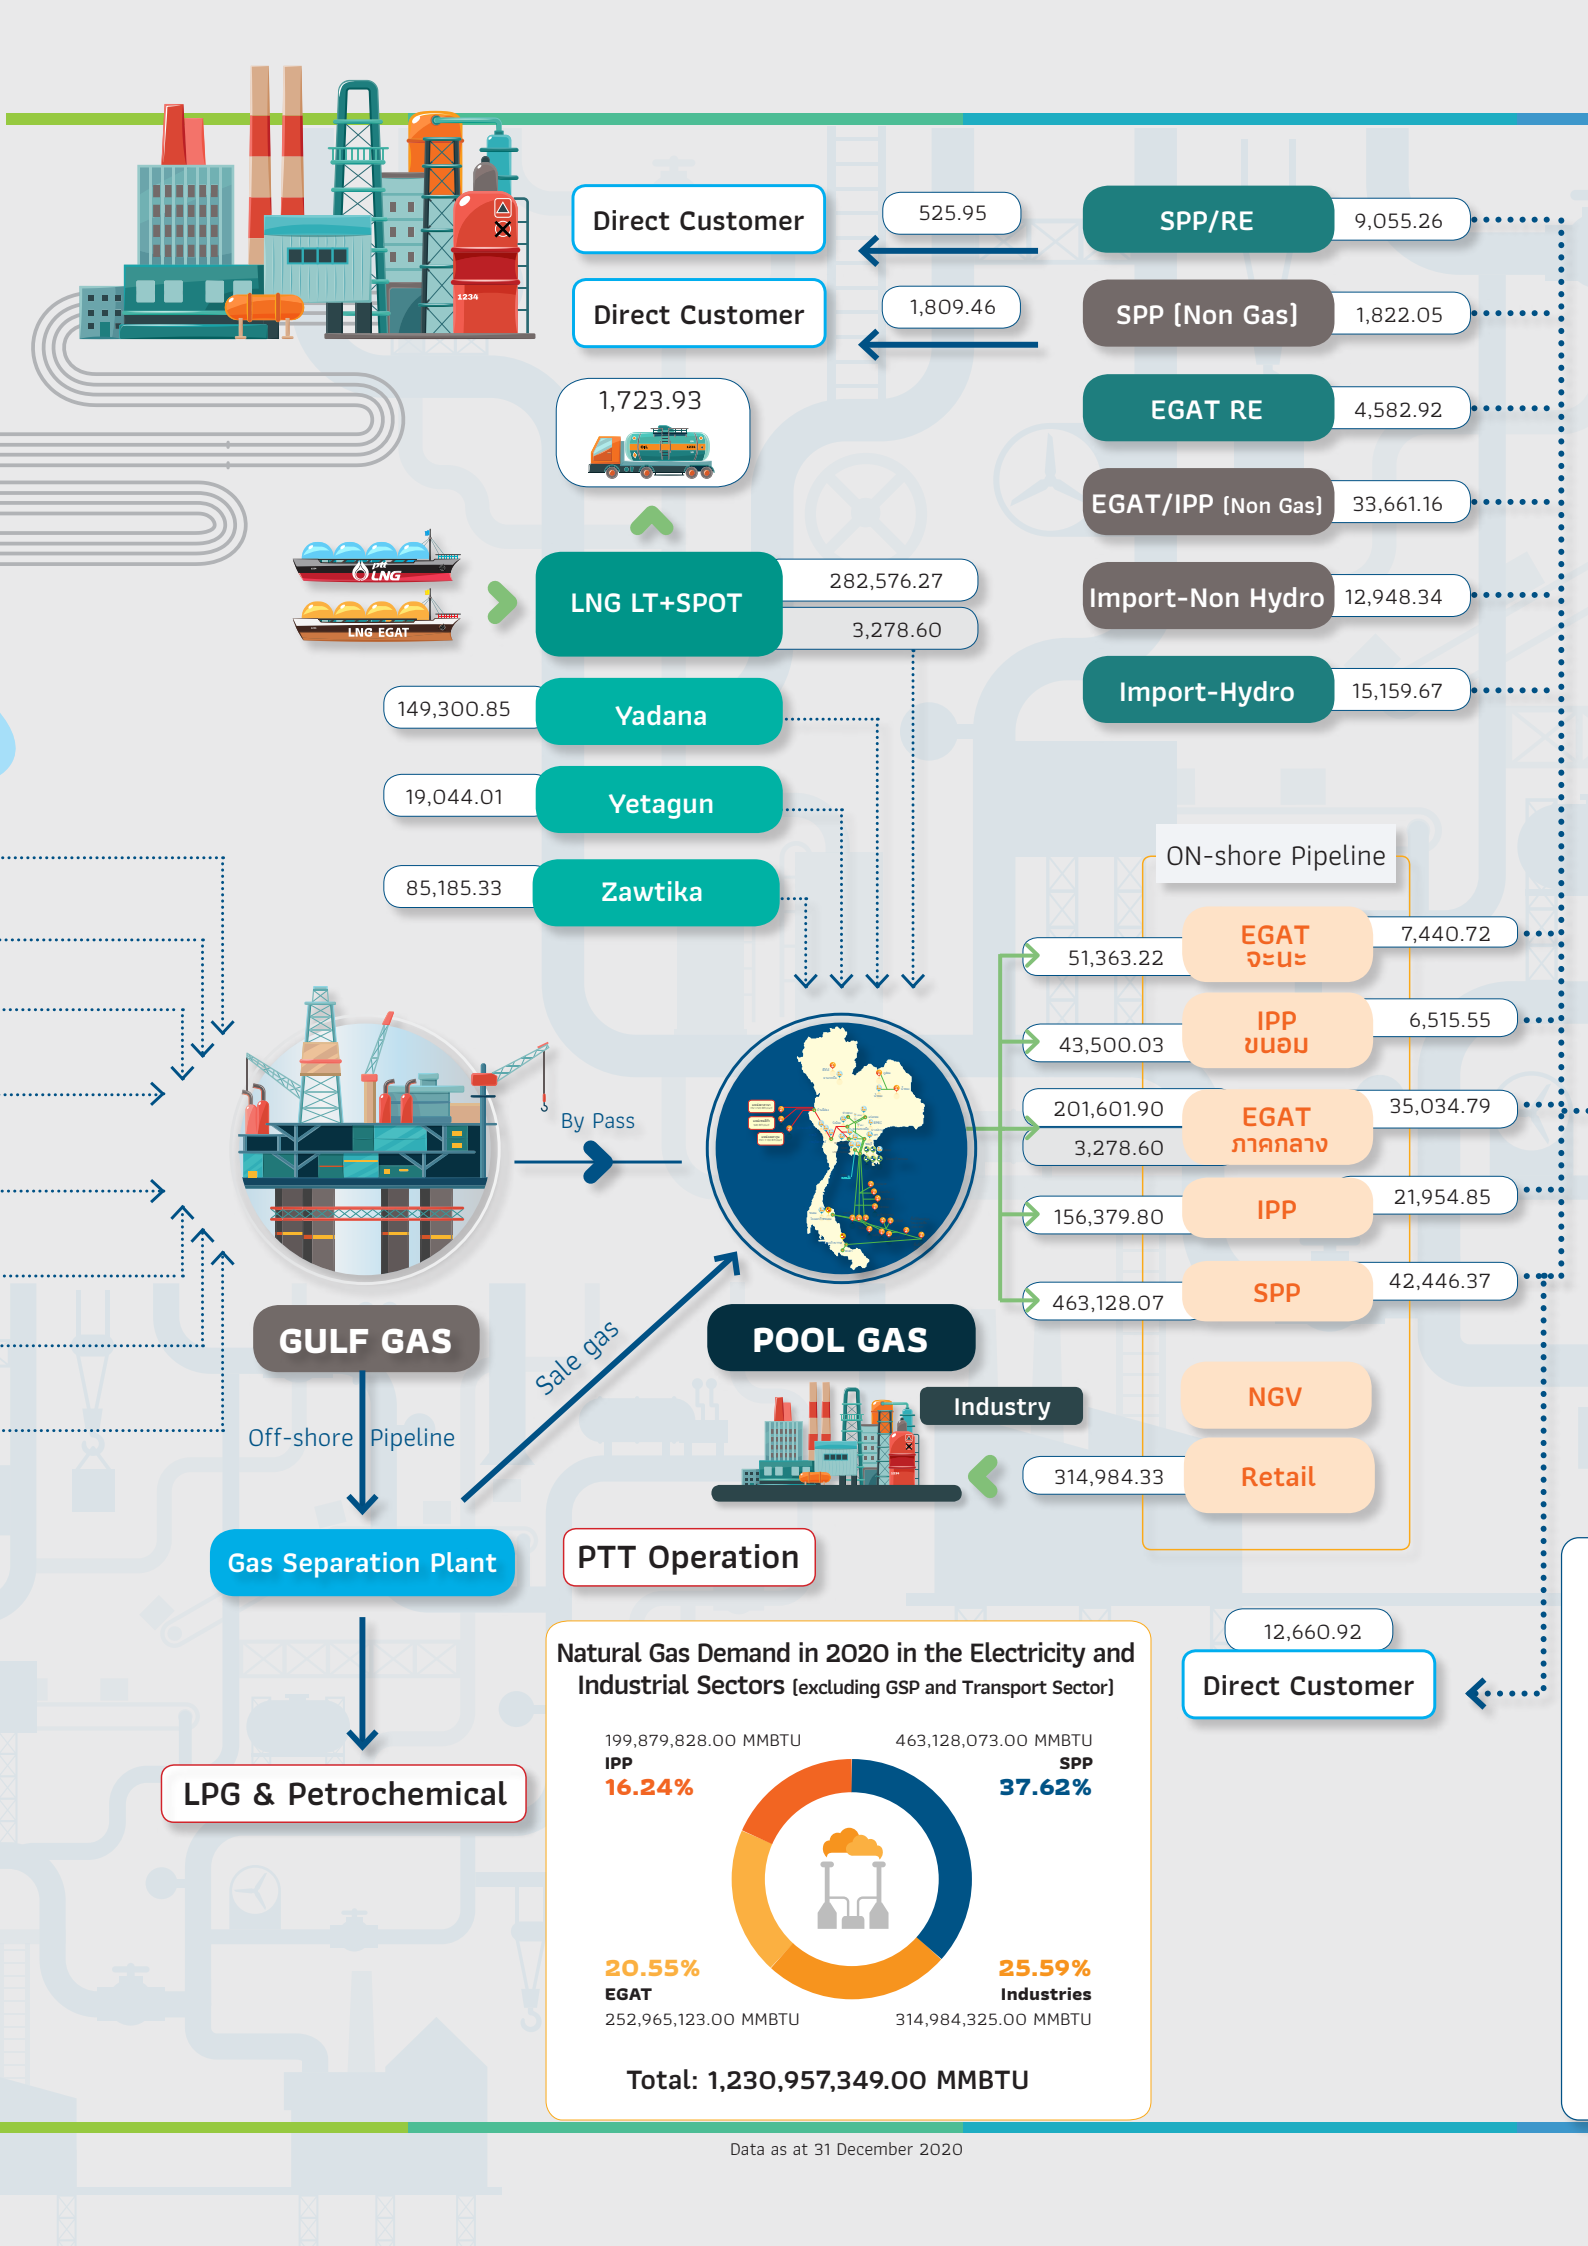 Direct Customer
525.95
SPP/RE
9,055.26
Direct Customer
1,809.46
SPP (Non Gas)
1,822.05
1234
1,723.93
EGAT RE
4,582.92
EGAT/IPP (Non Gas)
33,661.16
ptt
LNG
LNG EGAT
LNG LT+SPOT
282,576.27
3,278.60
Import-Non Hydro
12,948.34
Import-Hydro
15,159.67
149,300.85
Yadana
19,044.01
Yetagun
85,185.33
Zawtika
ON-shore Pipeline
51,363.22
EGAT
จะนะ
7,440.72
43,500.03
IPP
ขนอม
6,515.55
201,601.90
3,278.60
EGAT
ภาคกลาง
35,034.79
156,379.80
IPP
21,954.85
463,128.07
SPP
42,446.37
By Pass
GULF GAS
Sale gas
POOL GAS
Industry
NGV
314,984.33
Retail
Off-shore Pipeline
Gas Separation Plant
PTT Operation
12,660.92
Direct Customer
LPG & Petrochemical
Natural Gas Demand in 2020 in the Electricity and
Industrial Sectors (excluding GSP and Transport Sector)
199,879,828.00 MMBTU
IPP
16.24%
463,128,073.00 MMBTU
SPP
37.62%
20.55%
EGAT
252,965,123.00 MMBTU
25.59%
Industries
314,984,325.00 MMBTU
Total: 1,230,957,349.00 MMBTU
Data as at 31 December 2020